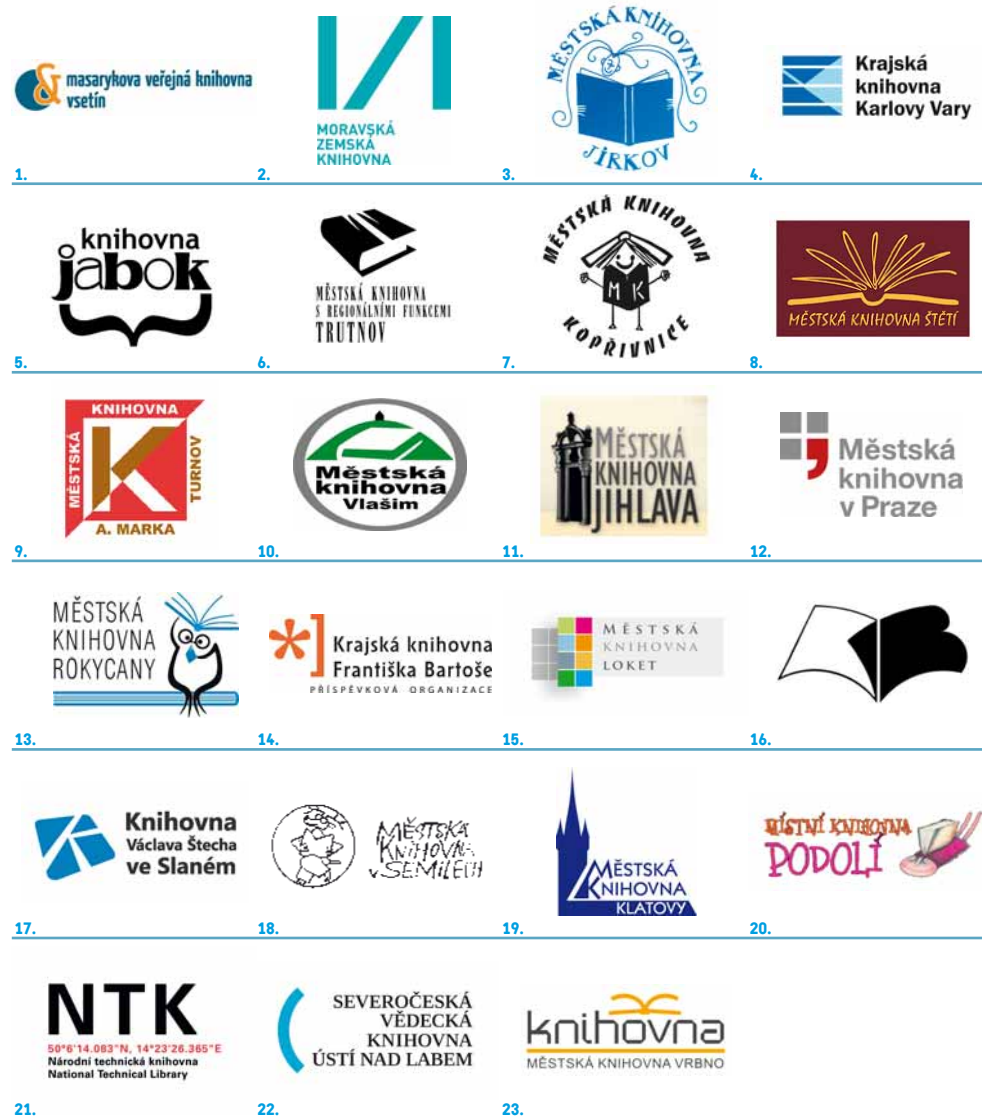 masarykova veřejná knihovna
vsetín
1.
MORAVSKÁ
ZEMSKÁ
KNIHOVNA
2.
MĚSTSKÁ KNIHOVNA
JIRKOV
3.
Krajská
knihovna
Karlovy Vary
4.
knihovna
jabok
5.
MĚSTSKÁ KNIHOVNA
S REGIONÁLNÍMI FUNKCEMI
TRUTNOV
6.
MĚSTSKÁ KNIHOVNA
M K
KOPŘIVNICE
7.
MĚSTSKÁ KNIHOVNA ŠTĚTÍ
8.
KNIHOVNA
MĚSTSKÁ
K
TURNOV
A. MARKA
9.
Městská
knihovna
Vlašim
10.
MĚSTSKÁ
KNIHOVNA
JIHLAVA
11.
Městská
knihovna
v Praze
12.
MĚSTSKÁ
KNIHOVNA
ROKYCANY
13.
*]
Krajská knihovna
Františka Bartoše
PŘÍSPĚVKOVÁ ORGANIZACE
14.
MĚSTSKÁ
KNIHOVNA
LOKET
15.
16.
Knihovna
Václava Štecha
ve Slaném
17.
MĚSTSKÁ
KNIHOVNA
v SEMILECH
18.
MĚSTSKÁ
KNIHOVNA
KLATOVY
19.
MÍSTNÍ KNIHOVNA
PODOLÍ
20.
NTK
50°6'14.083"N, 14°23'26.365"E
Národní technická knihovna
National Technical Library
21.
SEVEROČESKÁ
VĚDECKÁ
KNIHOVNA
ÚSTÍ NAD LABEM
22.
knihovna
MĚSTSKÁ KNIHOVNA VRBNO
23.